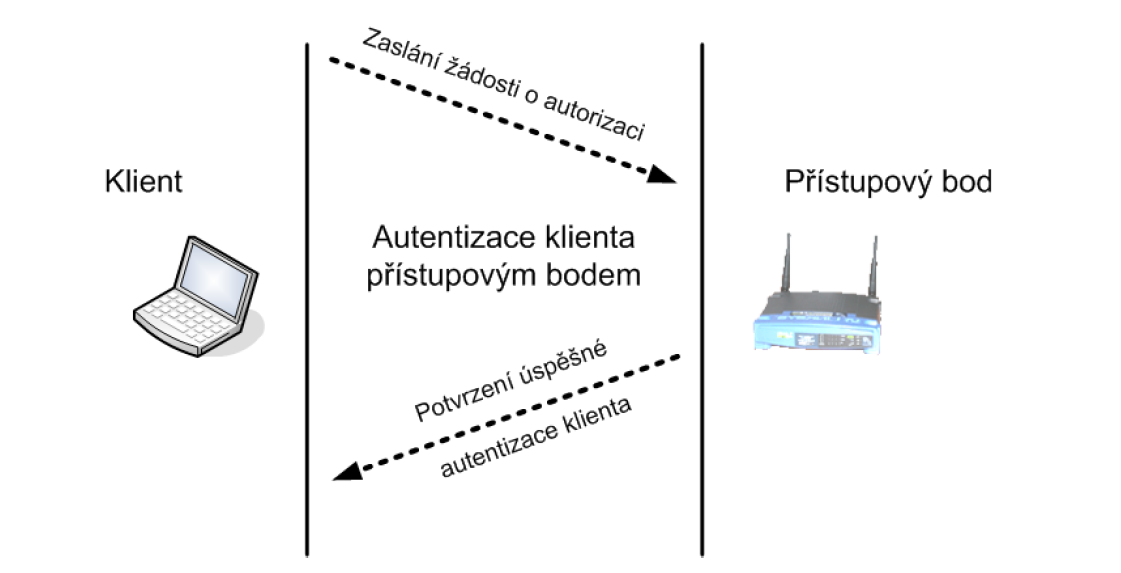 Zaslání žádosti o autorizaci
Klient
Přístupový bod
Autentizace klienta
přístupovým bodem
Potvrzení úspěšné
autentizace klienta